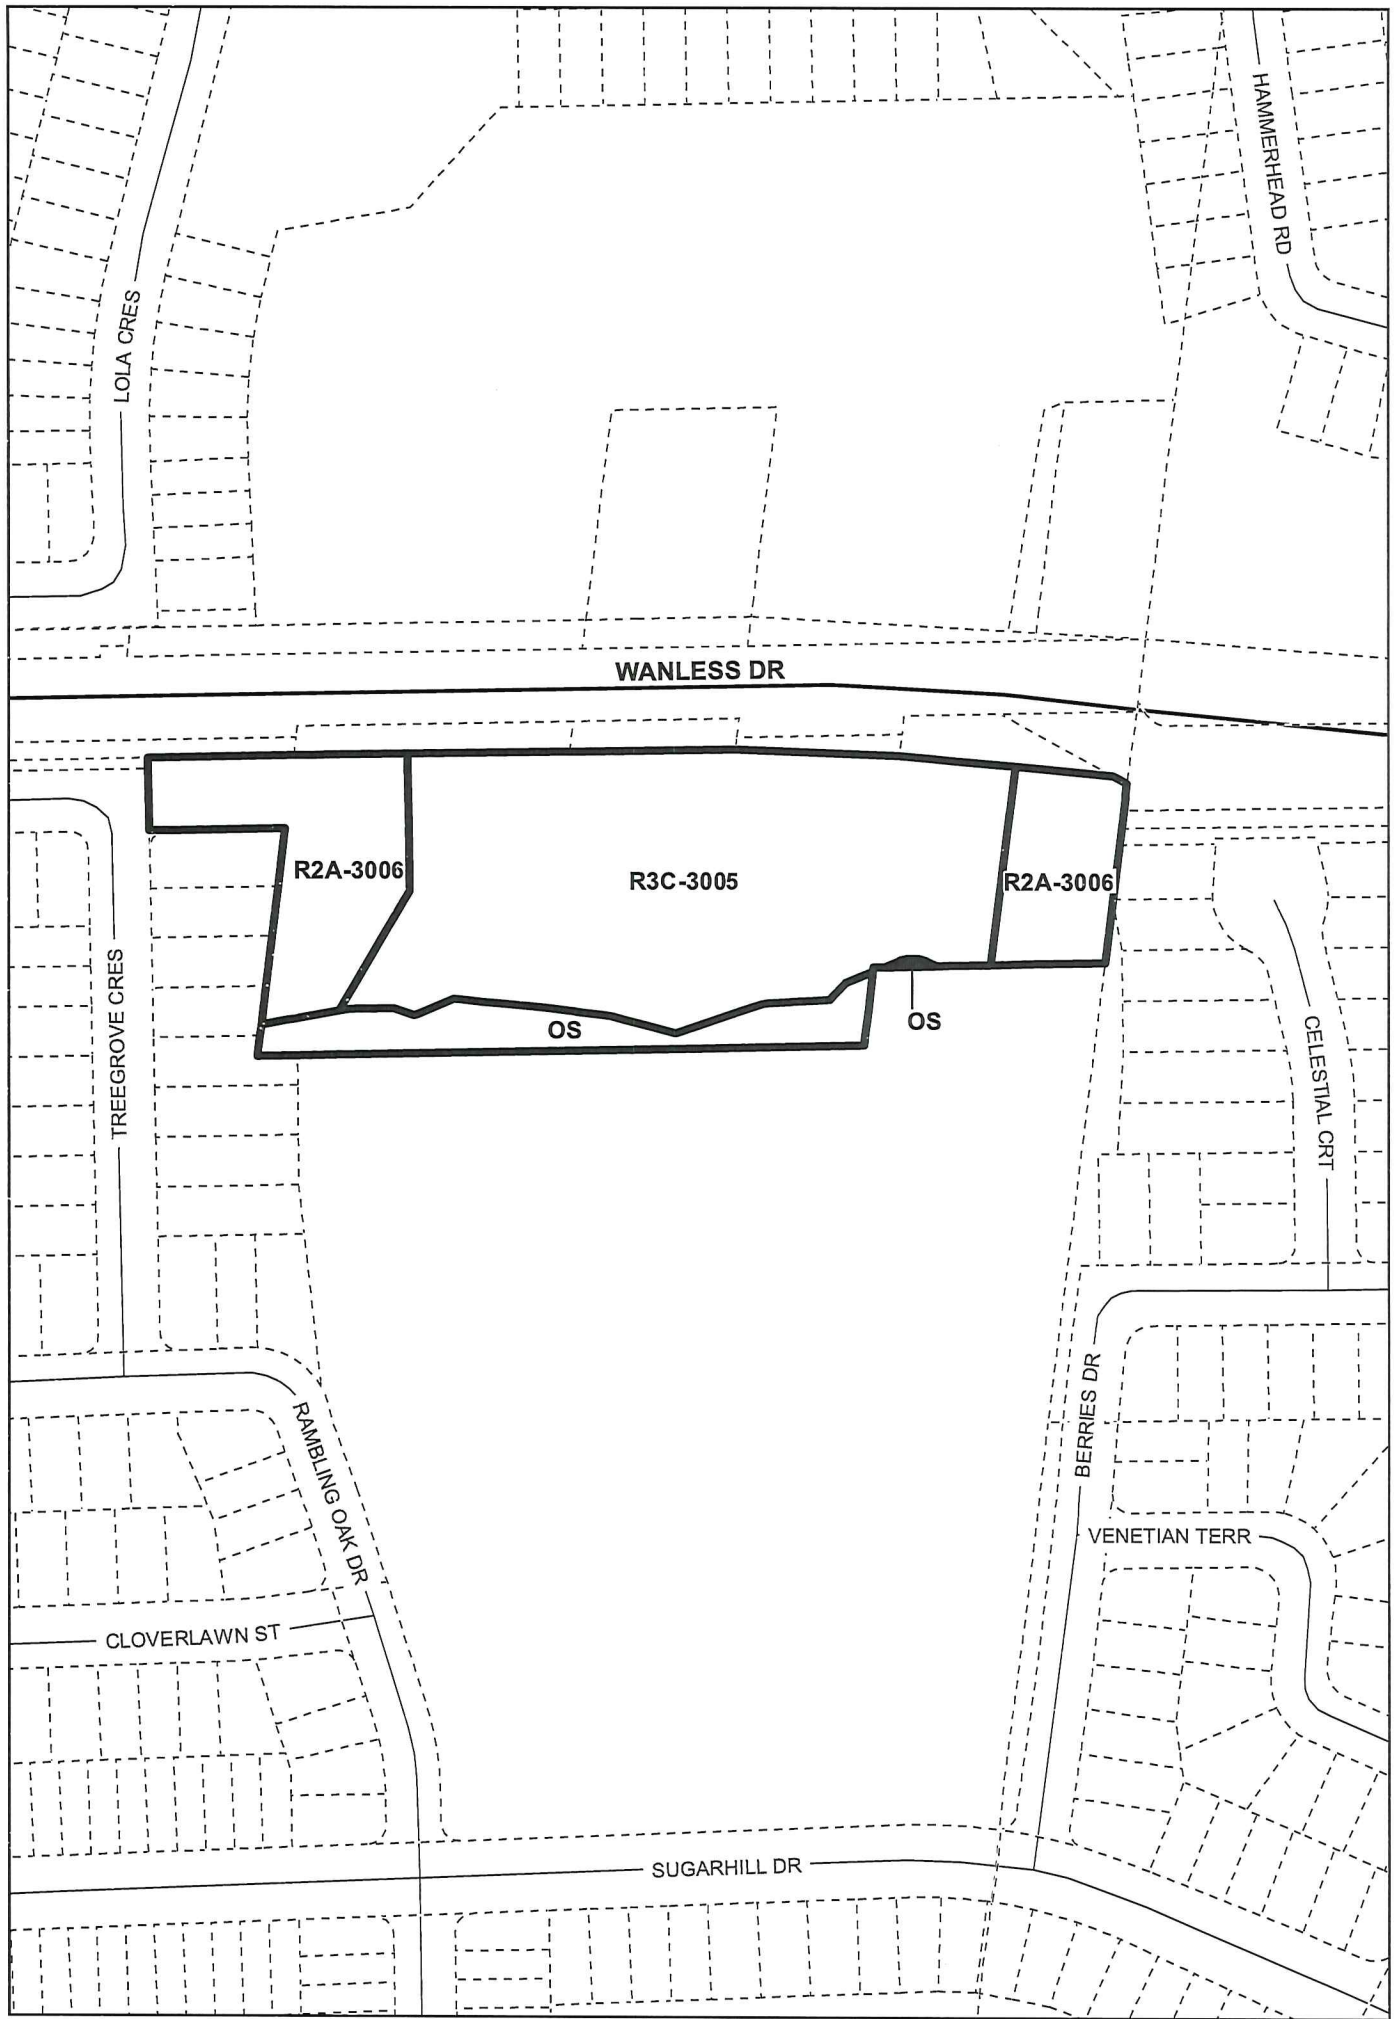 HAMMERHEAD RD
LOLA CRES
WANLESS DR
R2A-3006
R3C-3005
R2A-3006
OS
OS
TREEGROVE CRES
CELESTIAL CRT
BERRIES DR
RAMBLING OAK DR
VENETIAN TERR
CLOVERLAWN ST
SUGARHILL DR